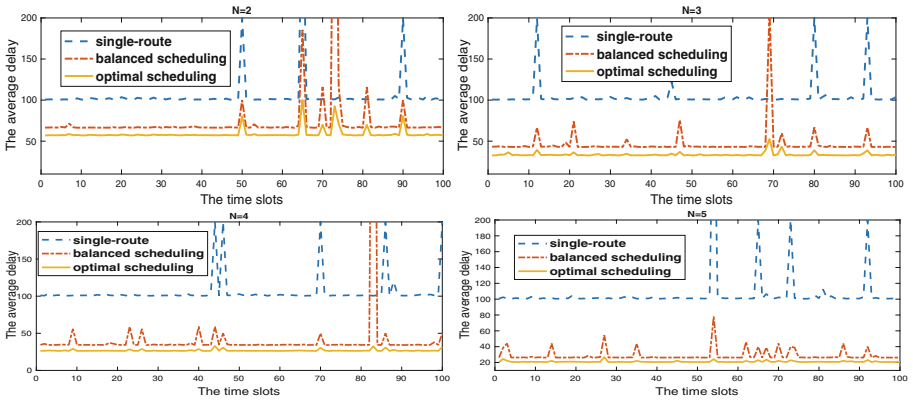 N=2
200
150
100
50
The average delay
single-route
balanced scheduling
optimal scheduling
1 10 20 30 40 50 60 70 80 90 100
The time slots
N=3
200
150
100
50
The average delay
single-route
balanced scheduling
optimal scheduling
1 10 20 30 40 50 60 70 80 90 100
The time slots
N=4
200
150
100
50
0
The average delay
single-route
balanced scheduling
optimal scheduling
0 10 20 30 40 50 60 70 80 90 100
The time slots
N=5
200
180
160
140
120
100
80
60
40
20
The average delay
single-route
balanced scheduling
optimal scheduling
0 10 20 30 40 50 60 70 80 90 100
The time slots